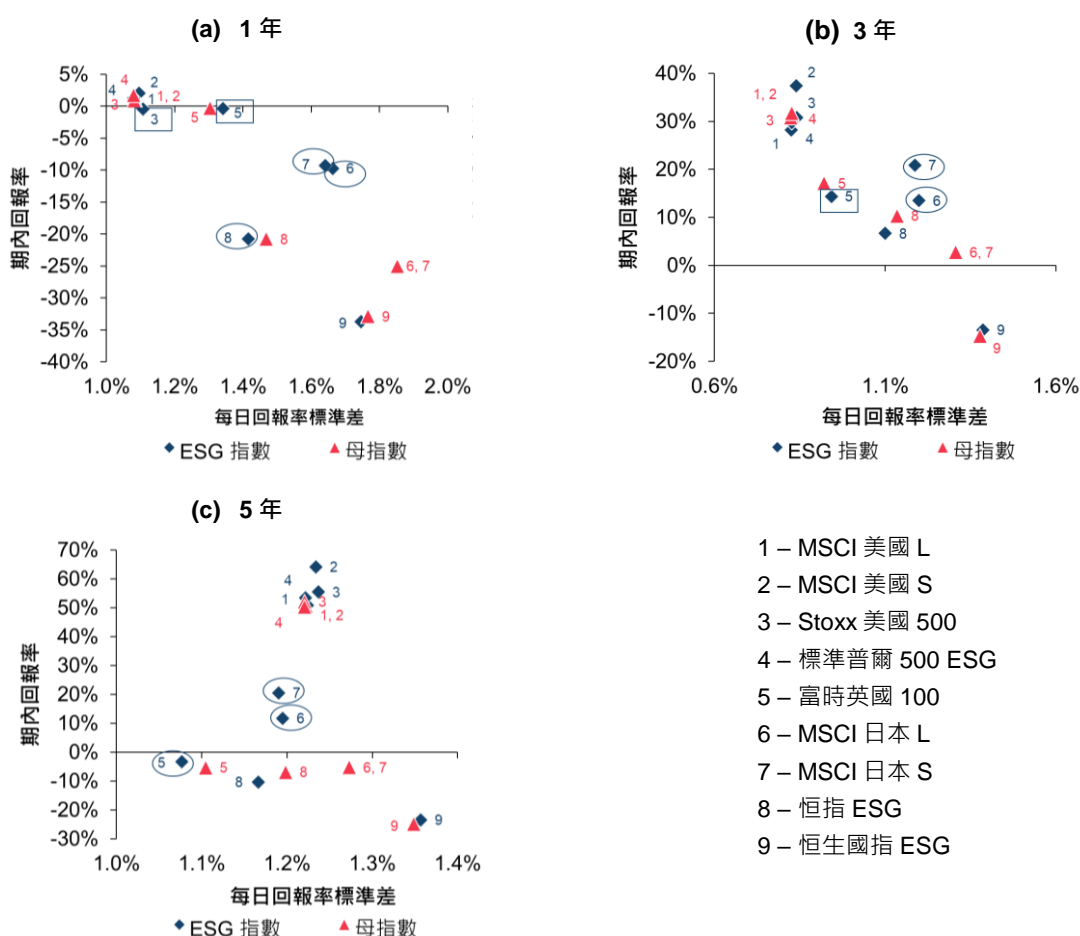 (a) 1 年
5%
0%
-5%
-10%
-15%
-20%
-25%
-30%
-35%
-40%
1.0% 1.2% 1.4% 1.6% 1.8% 2.0%
期內回報率
每日回報率標準差
4 2
4 1 1, 2
3 3 5 5
7 6
8 8
6, 7
9 9
ESG 指數 母指數
(b) 3 年
40%
30%
20%
10%
0%
-10%
-20%
0.6% 1.1% 1.6%
期內回報率
每日回報率標準差
2
1, 2 3
3 4
1 4
7
5 5 6
8
8
6, 7
9
9
ESG 指數 母指數
(c) 5 年
70%
60%
50%
40%
30%
20%
10%
0%
-10%
-20%
-30%
1.0% 1.1% 1.2% 1.3% 1.4%
期內回報率
每日回報率標準差
2
4 3
1 3
4 1, 2
7
6
5 5 8 6, 7
8
9 9
ESG 指數 母指數
1 – MSCI 美國 L
2 – MSCI 美國 S
3 – Stoxx 美國 500
4 – 標準普爾 500 ESG
5 – 富時英國 100
6 – MSCI 日本 L
7 – MSCI 日本 S
8 – 恒指 ESG
9 – 恒生國指 ESG